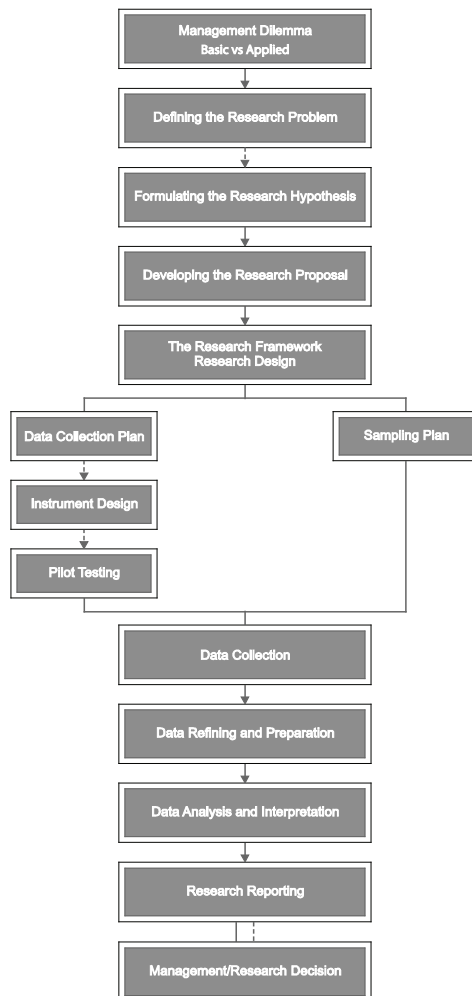 Management Dilemma
Basic vs Applied
Defining the Research Problem
Formulating the Research Hypothesis
Developing the Research Proposal
The Research Framework
Research Design
Data Collection Plan
Sampling Plan
Instrument Design
Pilot Testing
Data Collection
Data Refining and Preparation
Data Analysis and Interpretation
Research Reporting
Management/Research Decision